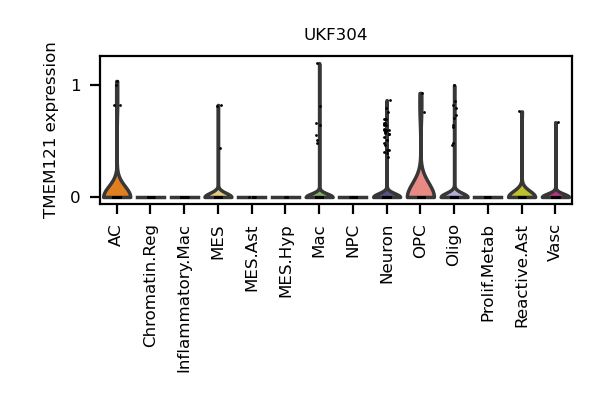 UKF304
TMEM121 expression
1
0
AC
Chromatin.Reg
Inflammatory.Mac
MES
MES.Ast
MES.Hyp
Mac
NPC
Neuron
OPC
Oligo
Prolif.Metab
Reactive.Ast
Vasc